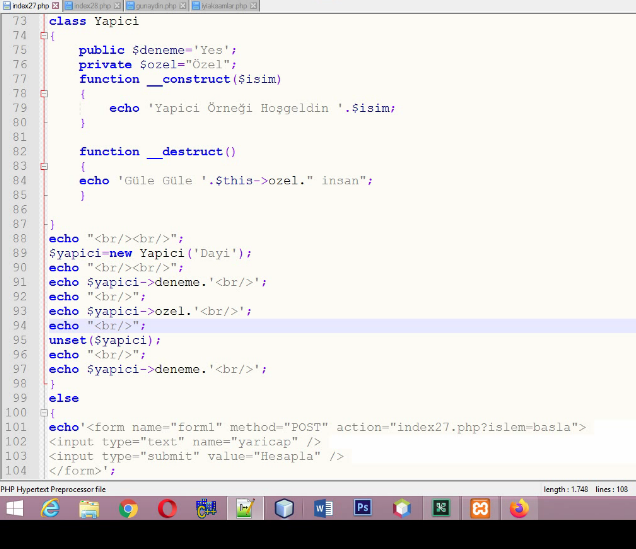 index27.php index28.php gunaydin.php iyiaksamlar.php
73 class Yapici
74 {
75 public $deneme='Yes';
76 private $ozel="Özel";
77 function __construct($isim)
78 {
79 echo 'Yapici Örneği Hoşgeldin '.$isim;
80 }
81
82 function __destruct()
83 {
84 echo 'Güle Güle '.$this->ozel." insan";
85 }
86
87 }
88 echo "<br/><br/>";
89 $yapici=new Yapici('Dayi');
90 echo "<br/><br/>";
91 echo $yapici->deneme.'<br/>';
92 echo "<br/>";
93 echo $yapici->ozel.'<br/>';
94 echo "<br/>";
95 unset($yapici);
96 echo "<br/>";
97 echo $yapici->deneme.'<br/>';
98 }
99 else
100 {
101 echo'<form name="form1" method="POST" action="index27.php?islem=basla">
102 <input type="text" name="yaricap" />
103 <input type="submit" value="Hesapla" />
104 </form>';
PHP Hypertext Preprocessor file length : 1.748 lines : 108
Ps